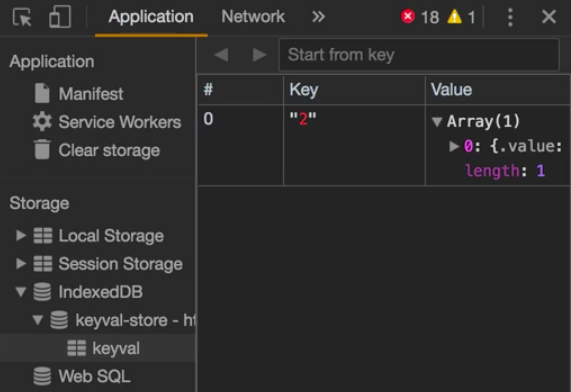 Application Network » 18 1
Application
Manifest
Service Workers
Clear storage
Storage
Local Storage
Session Storage
IndexedDB
keyval-store - ht
keyval
Web SQL
Start from key
# Key Value
0 "2" Array(1)
0: {.value:
length: 1